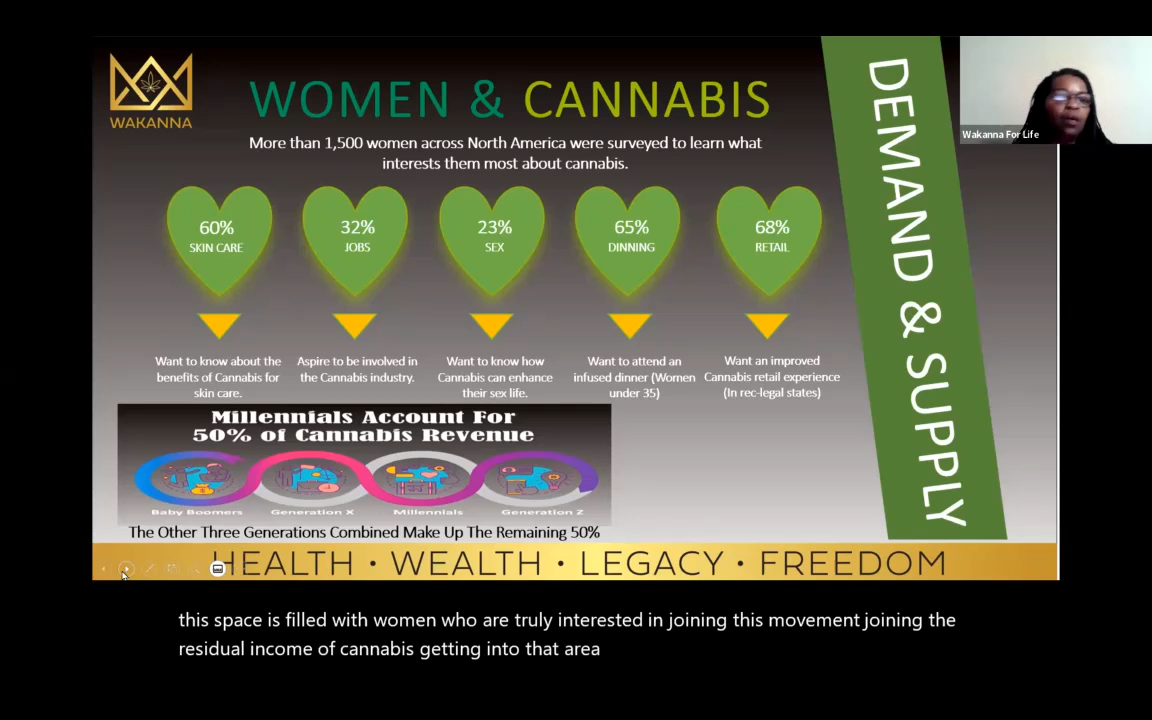 WAKANNA
WOMEN & CANNABIS
More than 1,500 women across North America were surveyed to learn what
interests them most about cannabis.
60%
SKIN CARE
32%
JOBS
23%
SEX
65%
DINNING
68%
RETAIL
Want to know about the
benefits of Cannabis for
skin care.
Aspire to be involved in
the Cannabis industry.
Want to know how
Cannabis can enhance
their sex life.
Want to attend an
infused dinner (Women
under 35)
Want an improved
Cannabis retail experience
(In rec-legal states)
Millennials Account For
50% of Cannabis Revenue
Baby Boomers
Generation X
Millennials
Generation Z
The Other Three Generations Combined Make Up The Remaining 50%
DEMAND & SUPPLY
Wakanna For Life
HEALTH • WEALTH • LEGACY • FREEDOM
this space is filled with women who are truly interested in joining this movement joining the
residual income of cannabis getting into that area